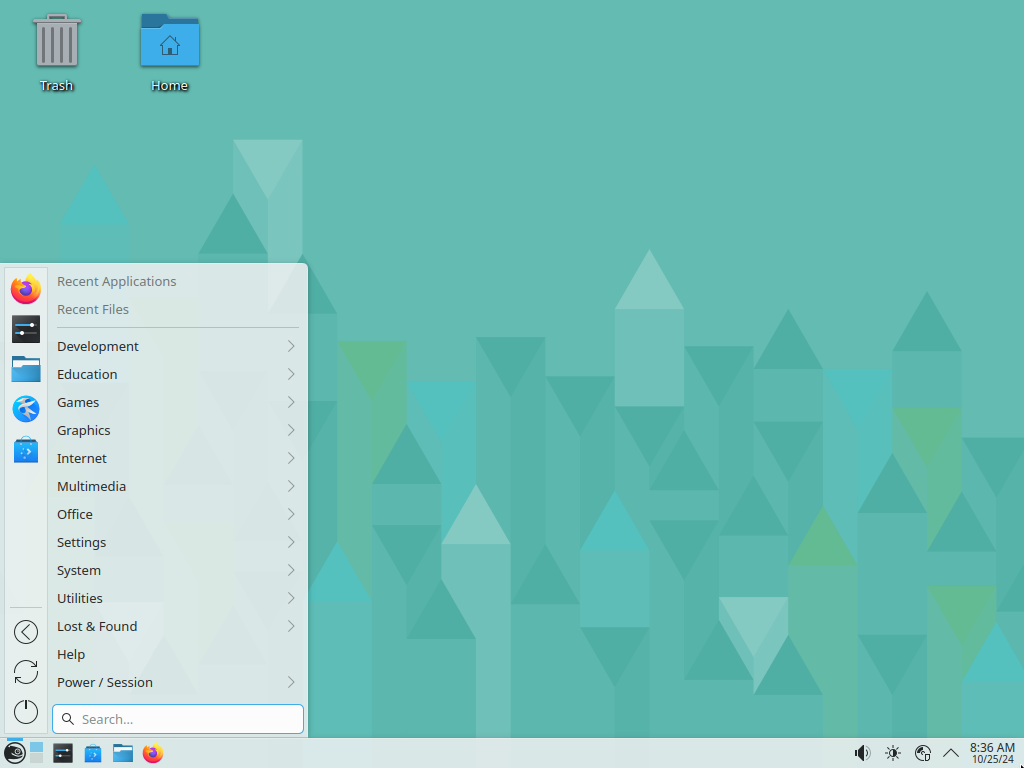 Trash
Home
Recent Applications
Recent Files
Development
Education
Games
Graphics
Internet
Multimedia
Office
Settings
System
Utilities
Lost & Found
Help
Power / Session
Search...
8:36 AM
10/25/24